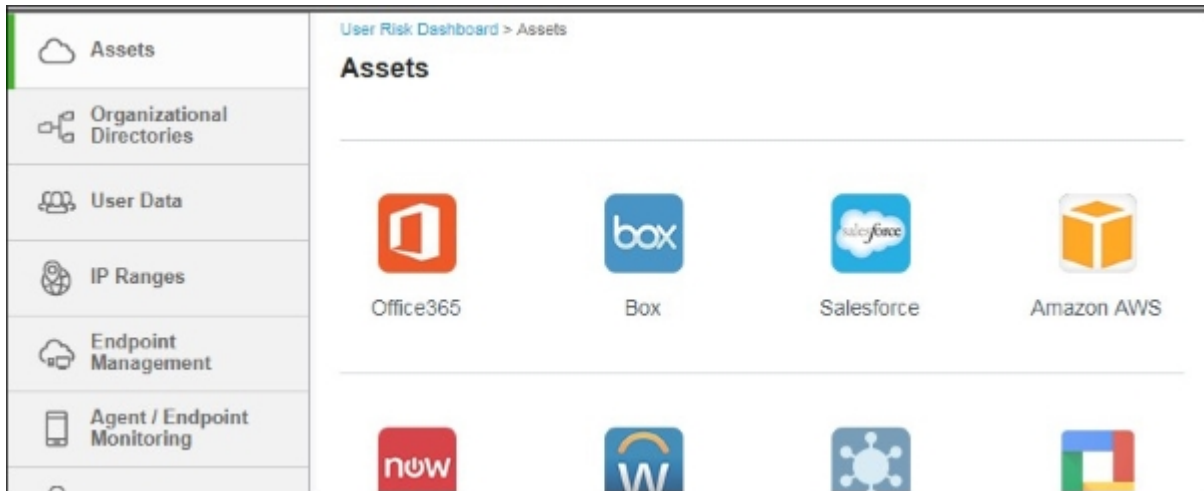 Assets
Organizational
Directories
User Data
IP Ranges
Endpoint
Management
Agent / Endpoint
Monitoring
User Risk Dashboard > Assets
Assets
box
salesforce
Office365
Box
Salesforce
Amazon AWS
now
W